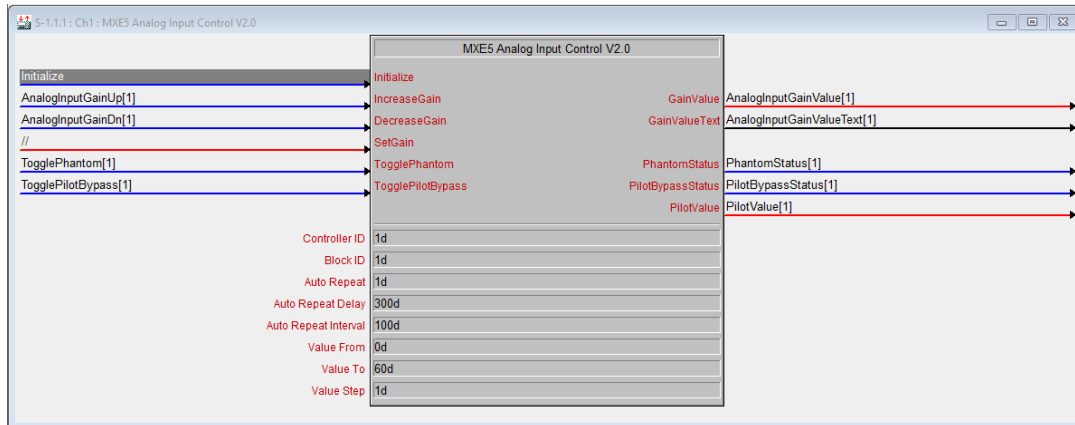 S-1.1.1 : Ch1 : MXE5 Analog Input Control V2.0
MXE5 Analog Input Control V2.0
Initialize Initialize
AnalogInputGainUp[1] IncreaseGain GainValue AnalogInputGainValue[1]
AnalogInputGainDn[1] DecreaseGain GainValueText AnalogInputGainValueText[1]
// SetGain
TogglePhantom[1] TogglePhantom PhantomStatus PhantomStatus[1]
TogglePilotBypass[1] TogglePilotBypass PilotBypassStatus PilotBypassStatus[1]
PilotValue PilotValue[1]
Controller ID 1d
Block ID 1d
Auto Repeat 1d
Auto Repeat Delay 300d
Auto Repeat Interval 100d
Value From 0d
Value To 60d
Value Step 1d